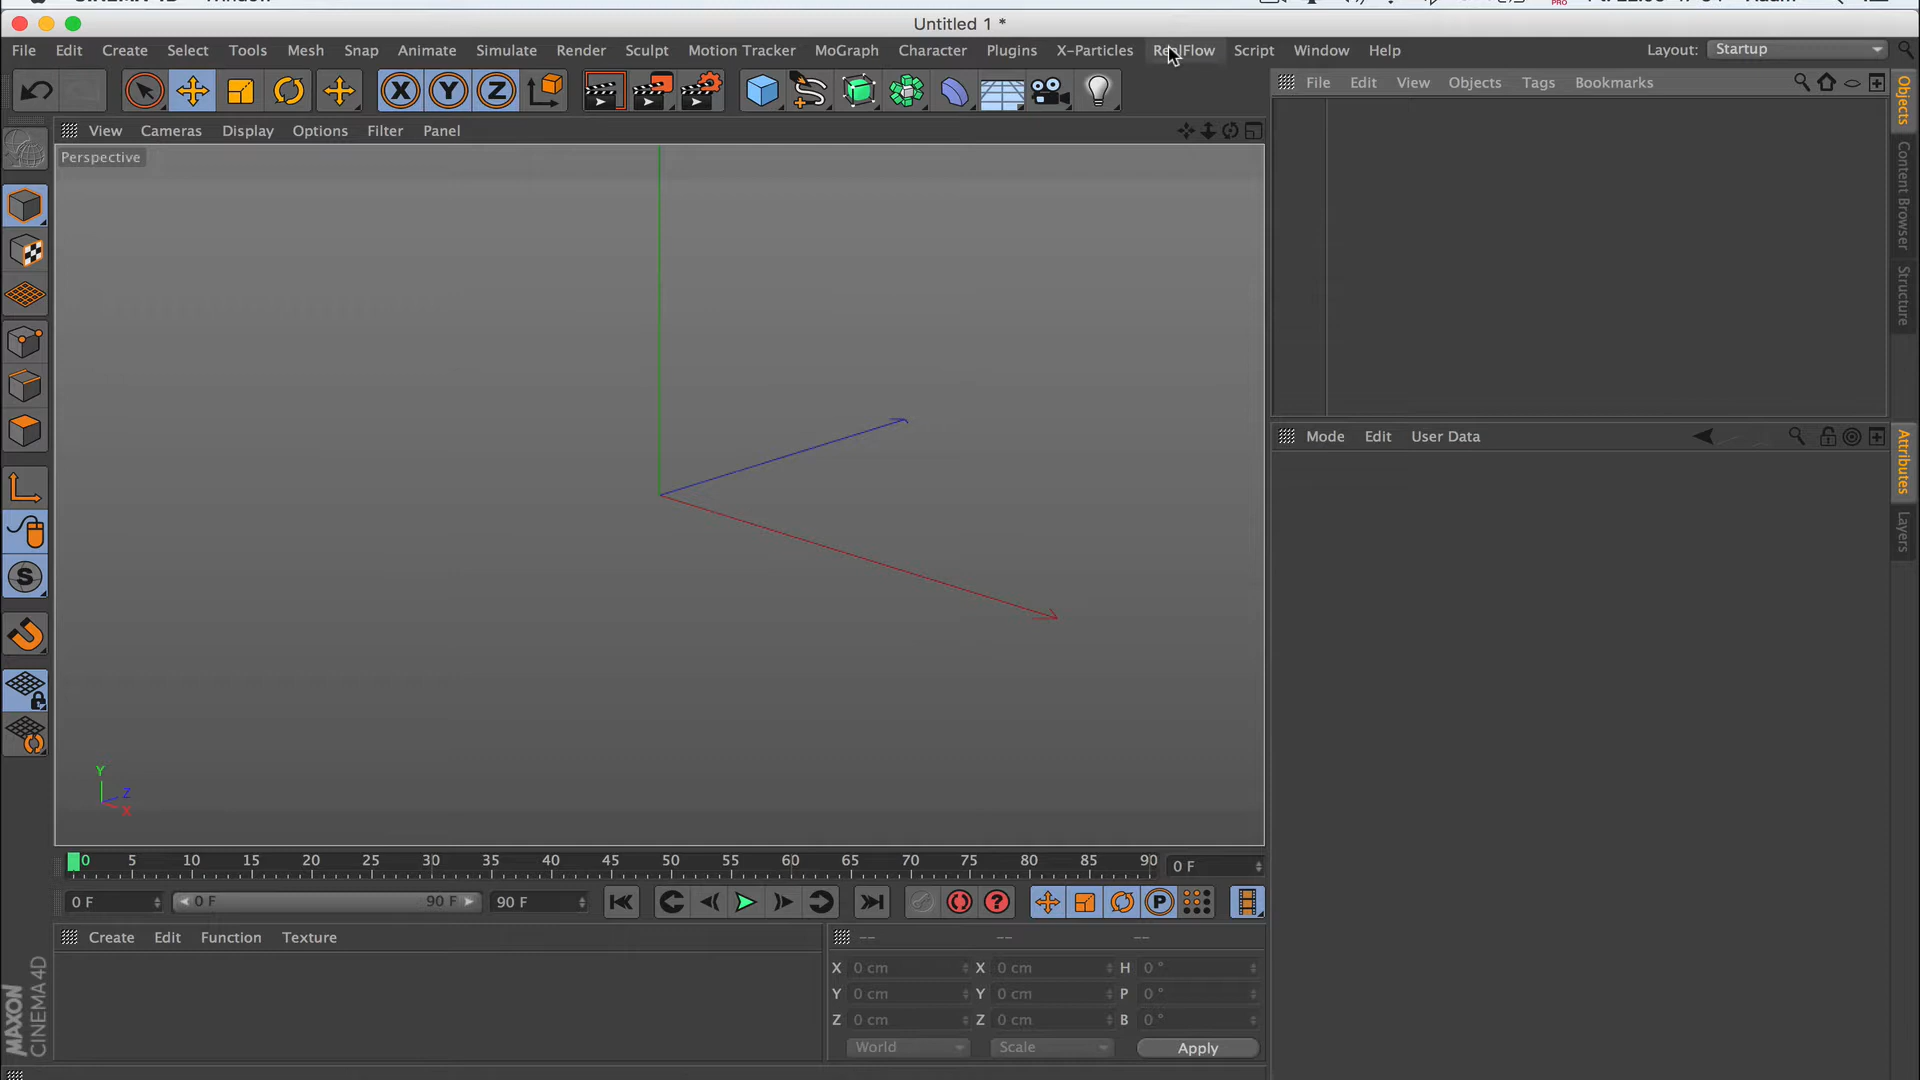 Untitled 1 *
File Edit Create Select Tools Mesh Snap Animate Simulate Render Sculpt Motion Tracker MoGraph Character Plugins X-Particles RealFlow Script Window Help Layout: Startup
File Edit View Objects Tags Bookmarks
View Cameras Display Options Filter Panel
Perspective
Objects
Content Browser
Structure
Mode Edit User Data
Attributes
Layers
Y
Z
X
0 5 10 15 20 25 30 35 40 45 50 55 60 65 70 75 80 85 90 0 F
0 F 0 F 90 F 90 F
Create Edit Function Texture
-- -- --
X 0 cm X 0 cm H 0 °
Y 0 cm Y 0 cm P 0 °
Z 0 cm Z 0 cm B 0 °
World Scale Apply
MAXON
CINEMA 4D